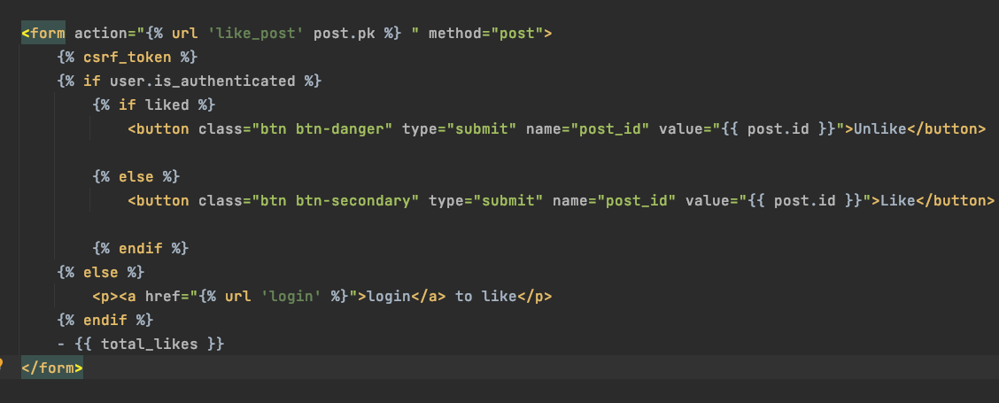 <form action="{% url 'like_post' post.pk %} " method="post">
{% csrf_token %}
{% if user.is_authenticated %}
{% if liked %}
<button class="btn btn-danger" type="submit" name="post_id" value="{{ post.id }}">Unlike</button>
{% else %}
<button class="btn btn-secondary" type="submit" name="post_id" value="{{ post.id }}">Like</button>
{% endif %}
{% else %}
<p><a href="{% url 'login' %}">login</a> to like</p>
{% endif %}
- {{ total_likes }}
</form>